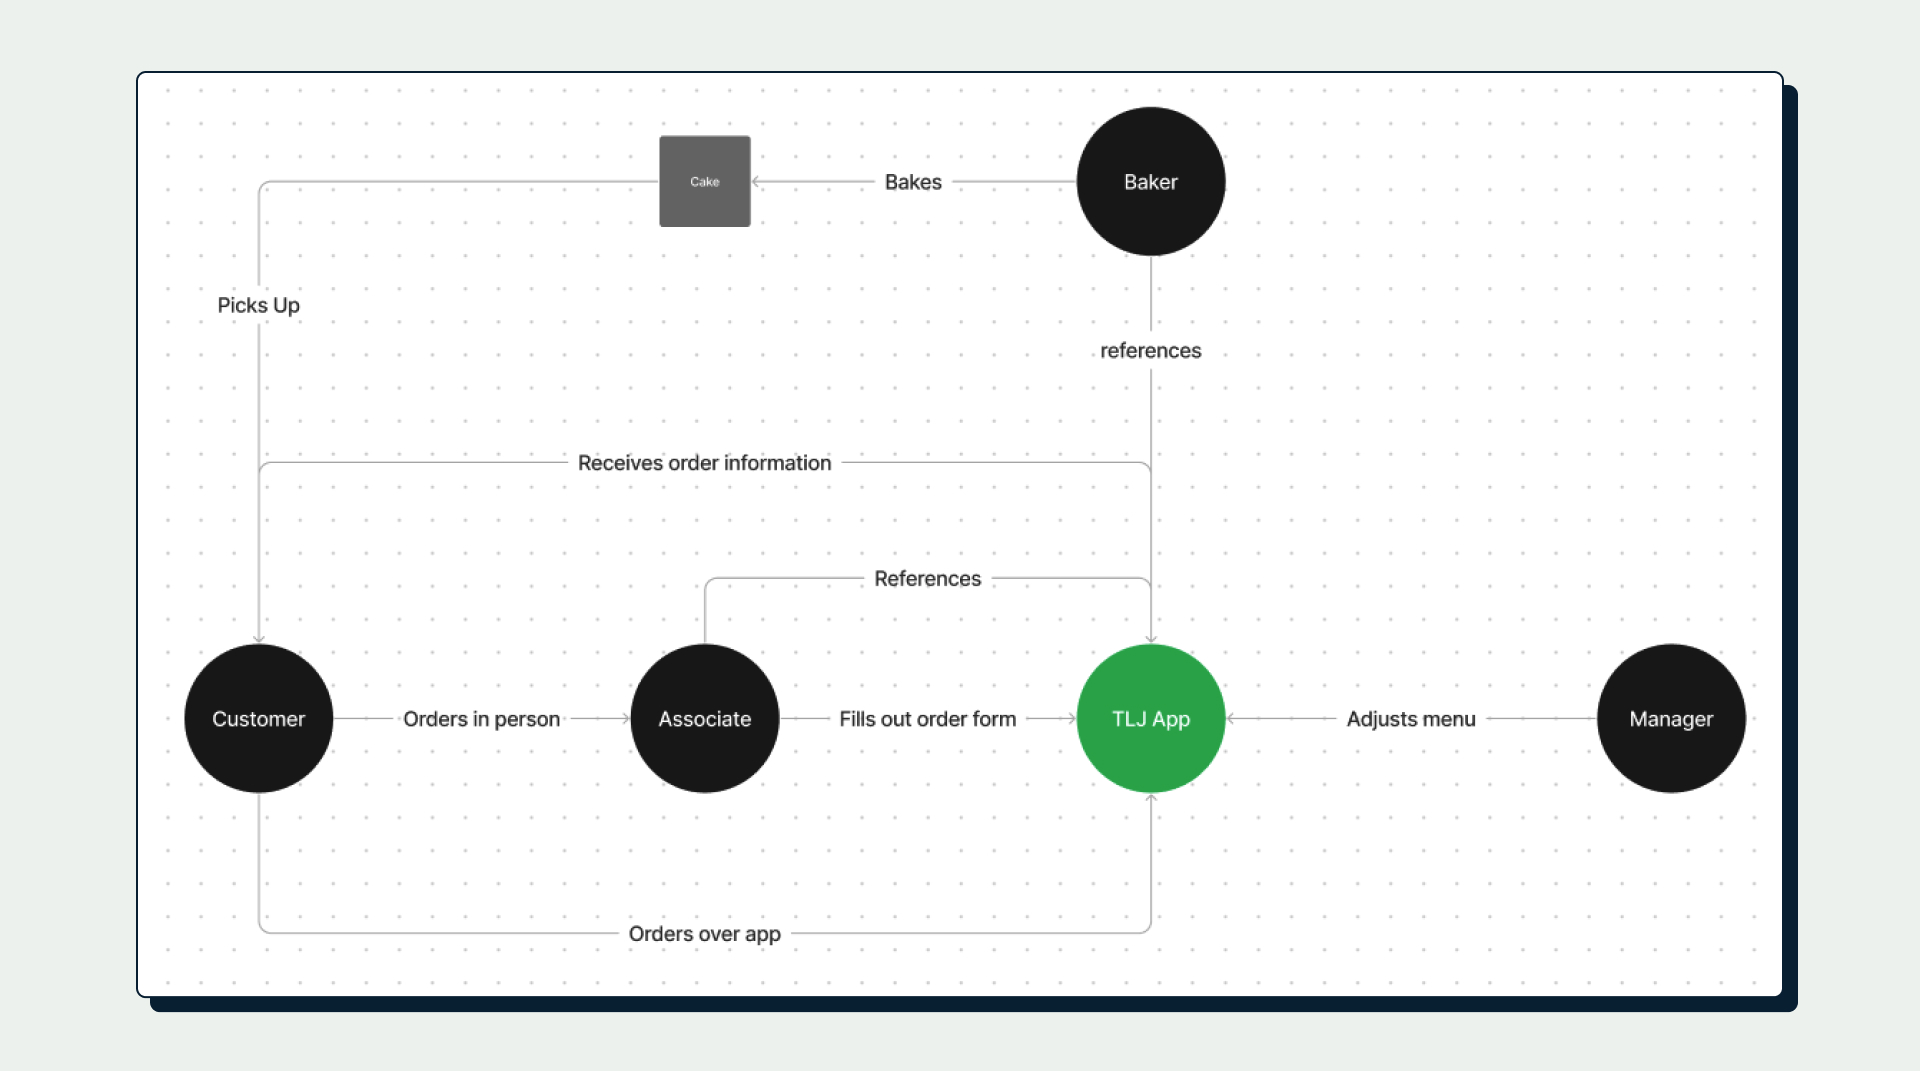 Cake
Bakes
Baker
Picks Up
references
Receives order information
References
Customer
Orders in person
Associate
Fills out order form
TLJ App
Adjusts menu
Manager
Orders over app